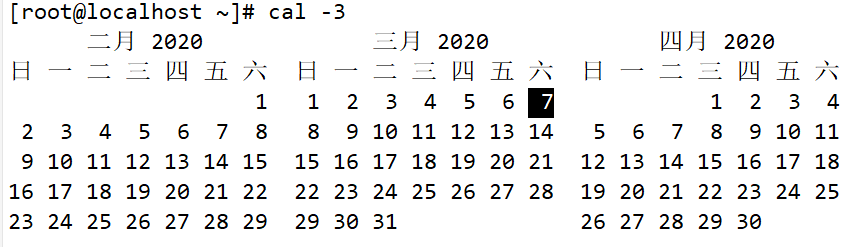 [root@localhost ~]# cal -3
二月 2020 三月 2020 四月 2020
日 一 二 三 四 五 六 日 一 二 三 四 五 六 日 一 二 三 四 五 六
1 1 2 3 4 5 6 7 1 2 3 4
2 3 4 5 6 7 8 8 9 10 11 12 13 14 5 6 7 8 9 10 11
9 10 11 12 13 14 15 15 16 17 18 19 20 21 12 13 14 15 16 17 18
16 17 18 19 20 21 22 22 23 24 25 26 27 28 19 20 21 22 23 24 25
23 24 25 26 27 28 29 29 30 31 26 27 28 29 30